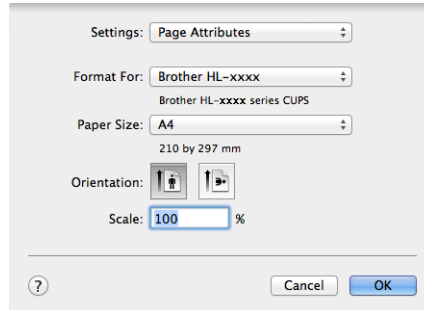 Settings: Page Attributes
Format For: Brother HL-xxxx
Brother HL-xxxx series CUPS
Paper Size: A4
210 by 297 mm
Orientation:
Scale: 100 %
? Cancel OK